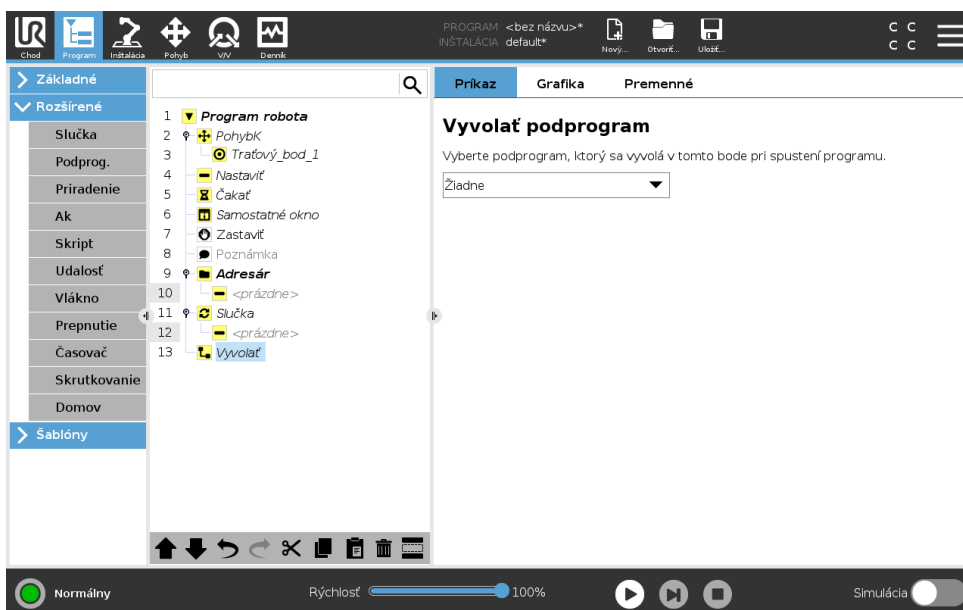 PROGRAM <bez názvu>*
INŠTALÁCIA default*
C C
C C
Chod Program Inštalácia Pohyb V/V Denník Nový... Otvoriť... Uložiť...
Základné
Rozšírené
Slučka
Podprog.
Priradenie
Ak
Skript
Udalosť
Vlákno
Prepnutie
Časovač
Skrutkovanie
Domov
Šablóny
1 Program robota
2 PohybK
3 Traťový_bod_1
4 Nastaviť
5 Čakať
6 Samostatné okno
7 Zastaviť
8 Poznámka
9 Adresár
10 <prázdne>
11 Slučka
12 <prázdne>
13 Vyvolať
Príkaz Grafika Premenné
Vyvolať podprogram
Vyberte podprogram, ktorý sa vyvolá v tomto bode pri spustení programu.
Žiadne
Normálny Rýchlosť 100% Simulácia